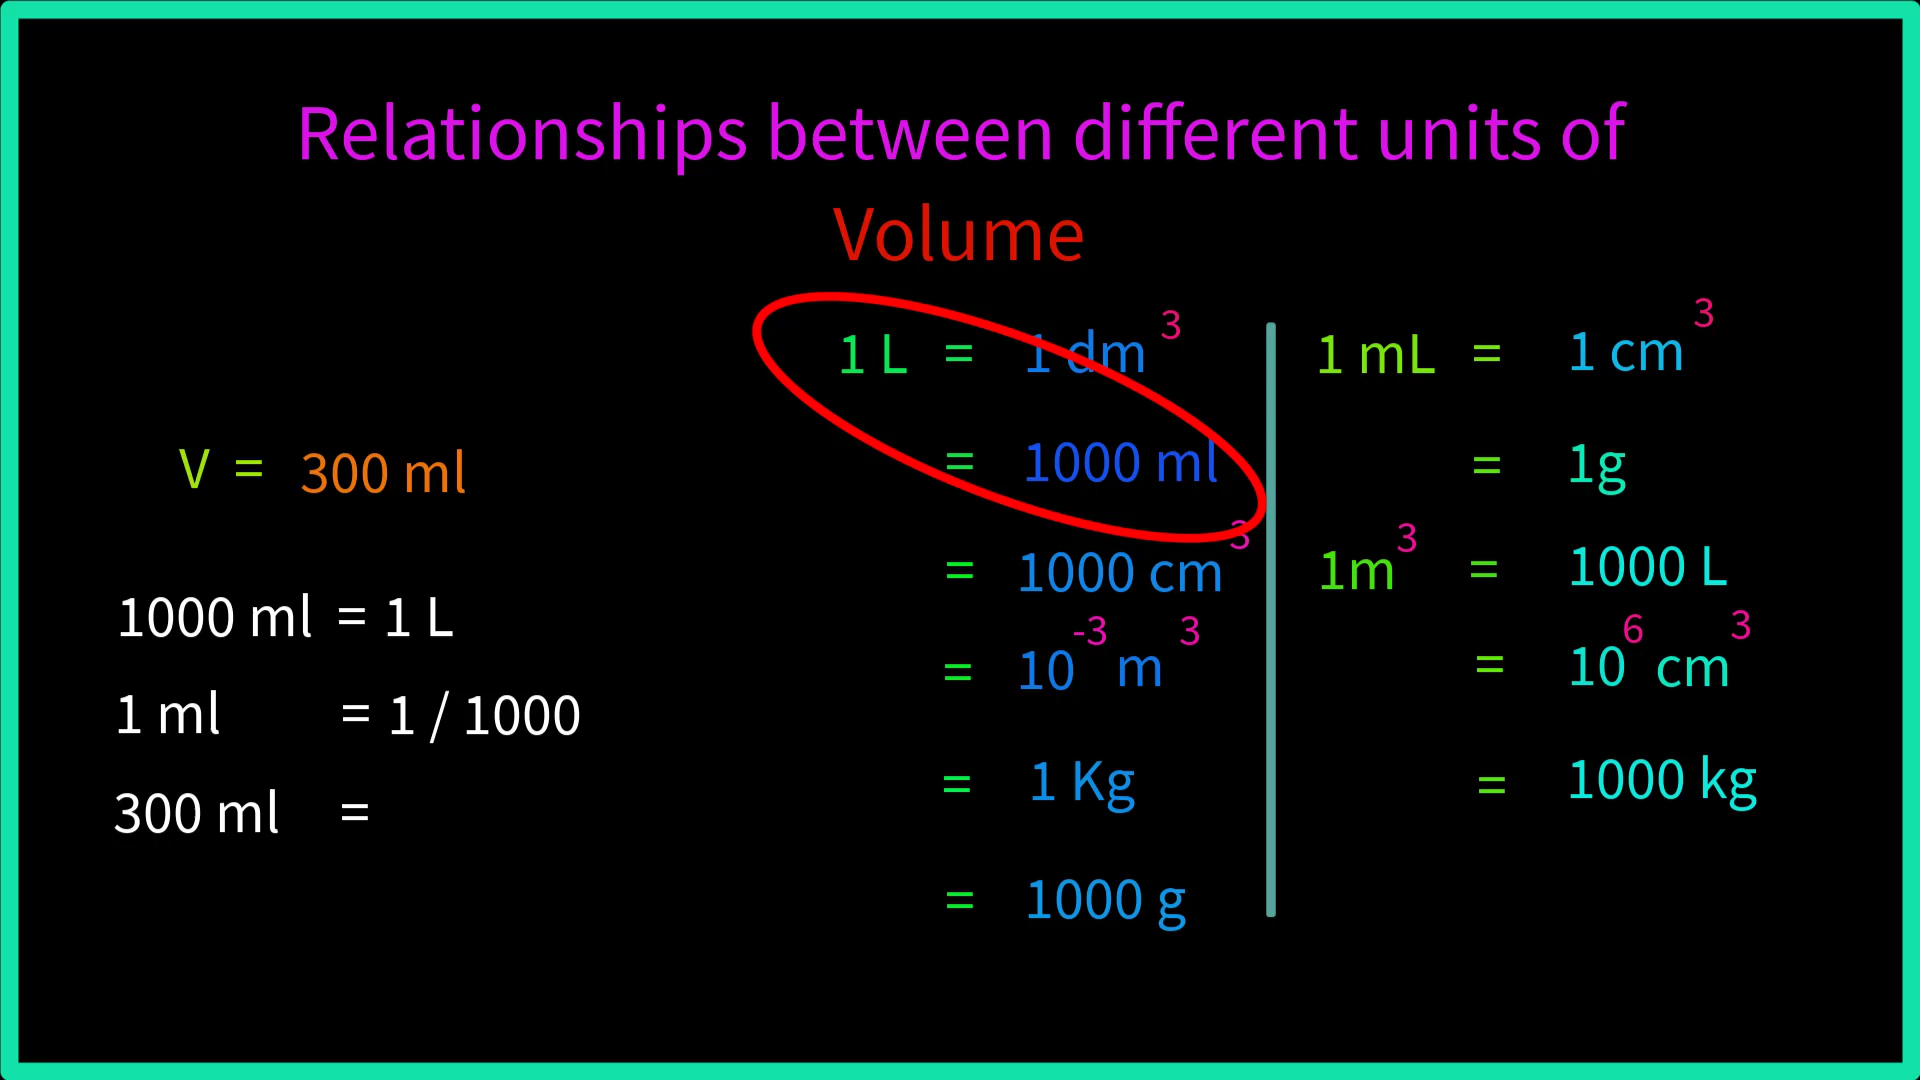 Relationships between different units of
Volume
V = 300 ml
1000 ml = 1 L
1 ml = 1 / 1000
300 ml =
1 L = 1 dm³
= 1000 ml
= 1000 cm³
= 10⁻³ m³
= 1 Kg
= 1000 g
1 mL = 1 cm³
= 1g
1m³ = 1000 L
= 10⁶ cm³
= 1000 kg